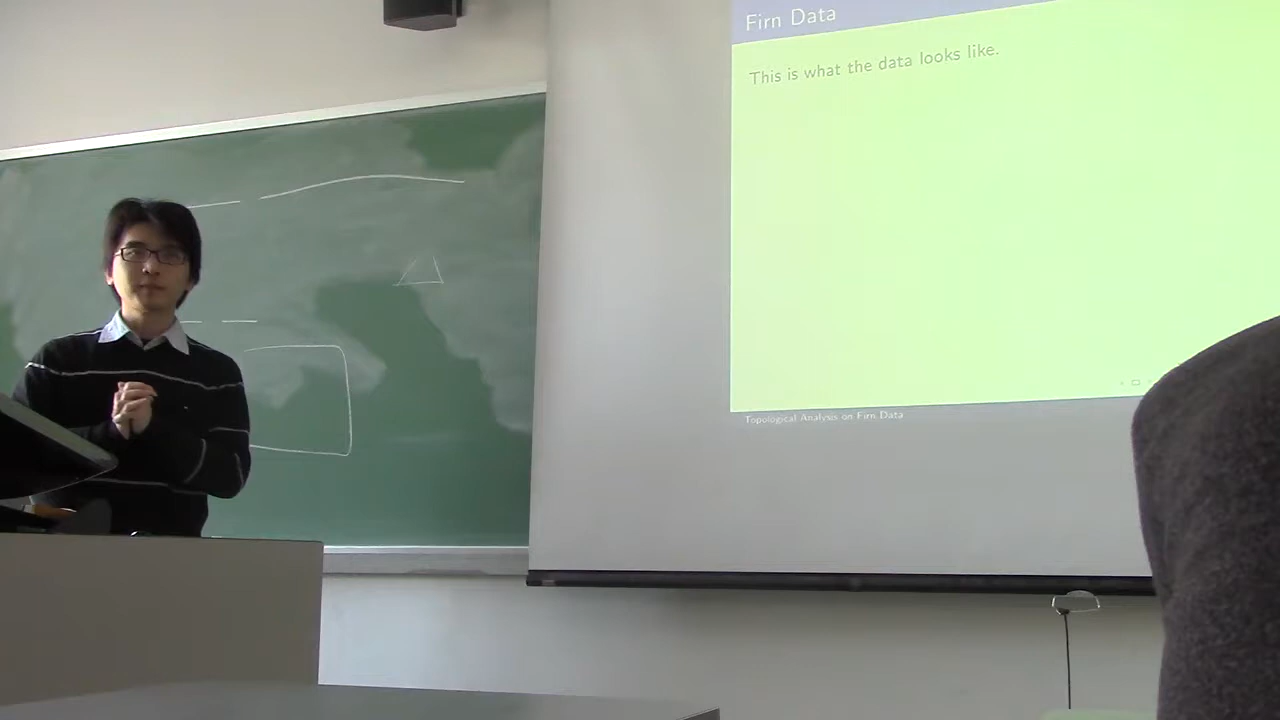 Firn Data
This is what the data looks like.
Topological Analysis on Firn Data